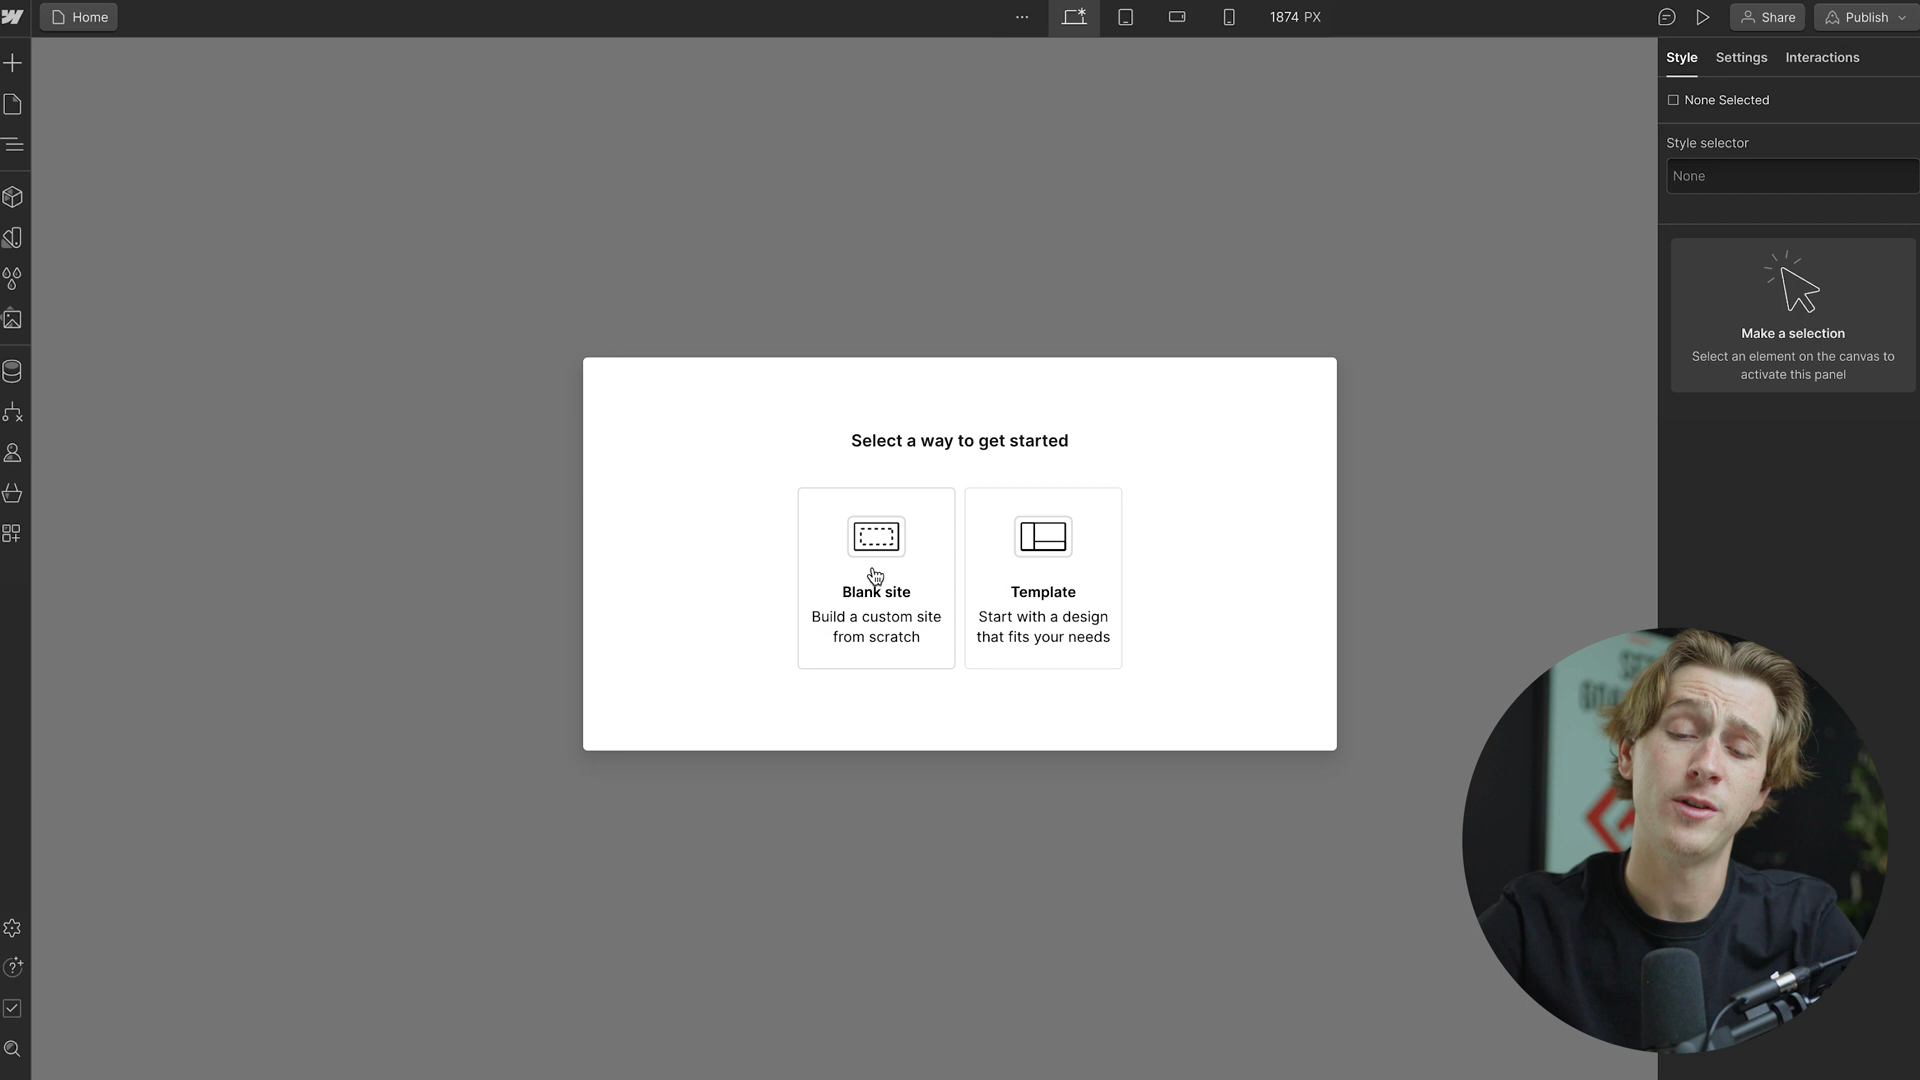 Home
1874 PX
Share
Publish
Style Settings Interactions
None Selected
Style selector
None
Make a selection
Select an element on the canvas to
activate this panel
Select a way to get started
Blank site
Build a custom site
from scratch
Template
Start with a design
that fits your needs